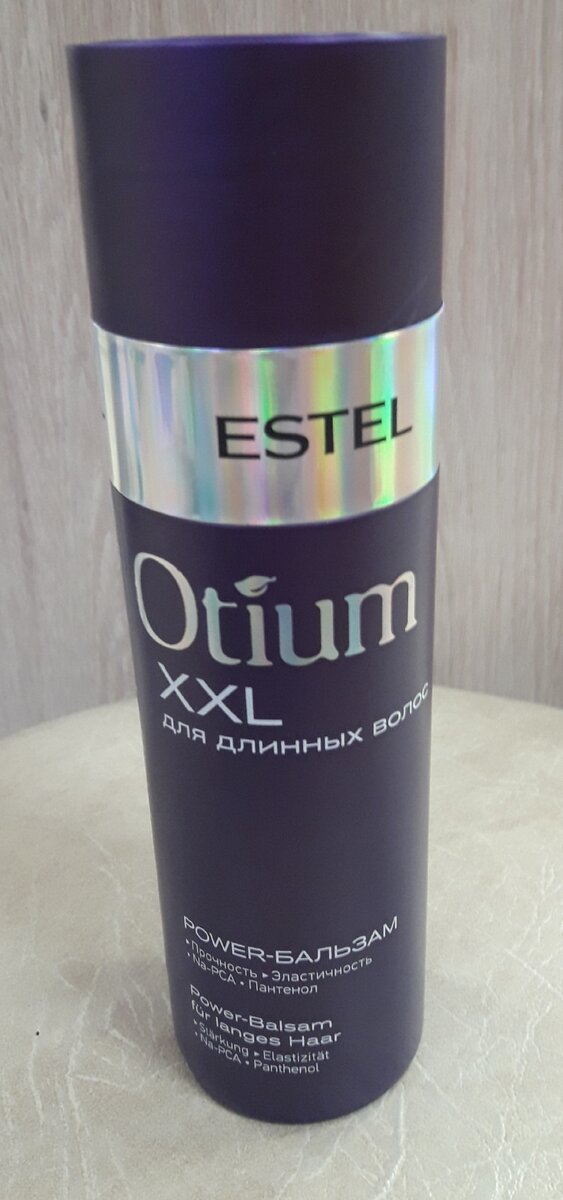 ESTEL
Otium
XXL
для длинных волос
POWER-БАЛЬЗАМ
• Прочность ▸ Эластичность
• Na-PCA • Пантенол
Power-Balsam
für langes Haar
▸ Stärkung ▸ Elastizität
• Na-PCA • Panthenol